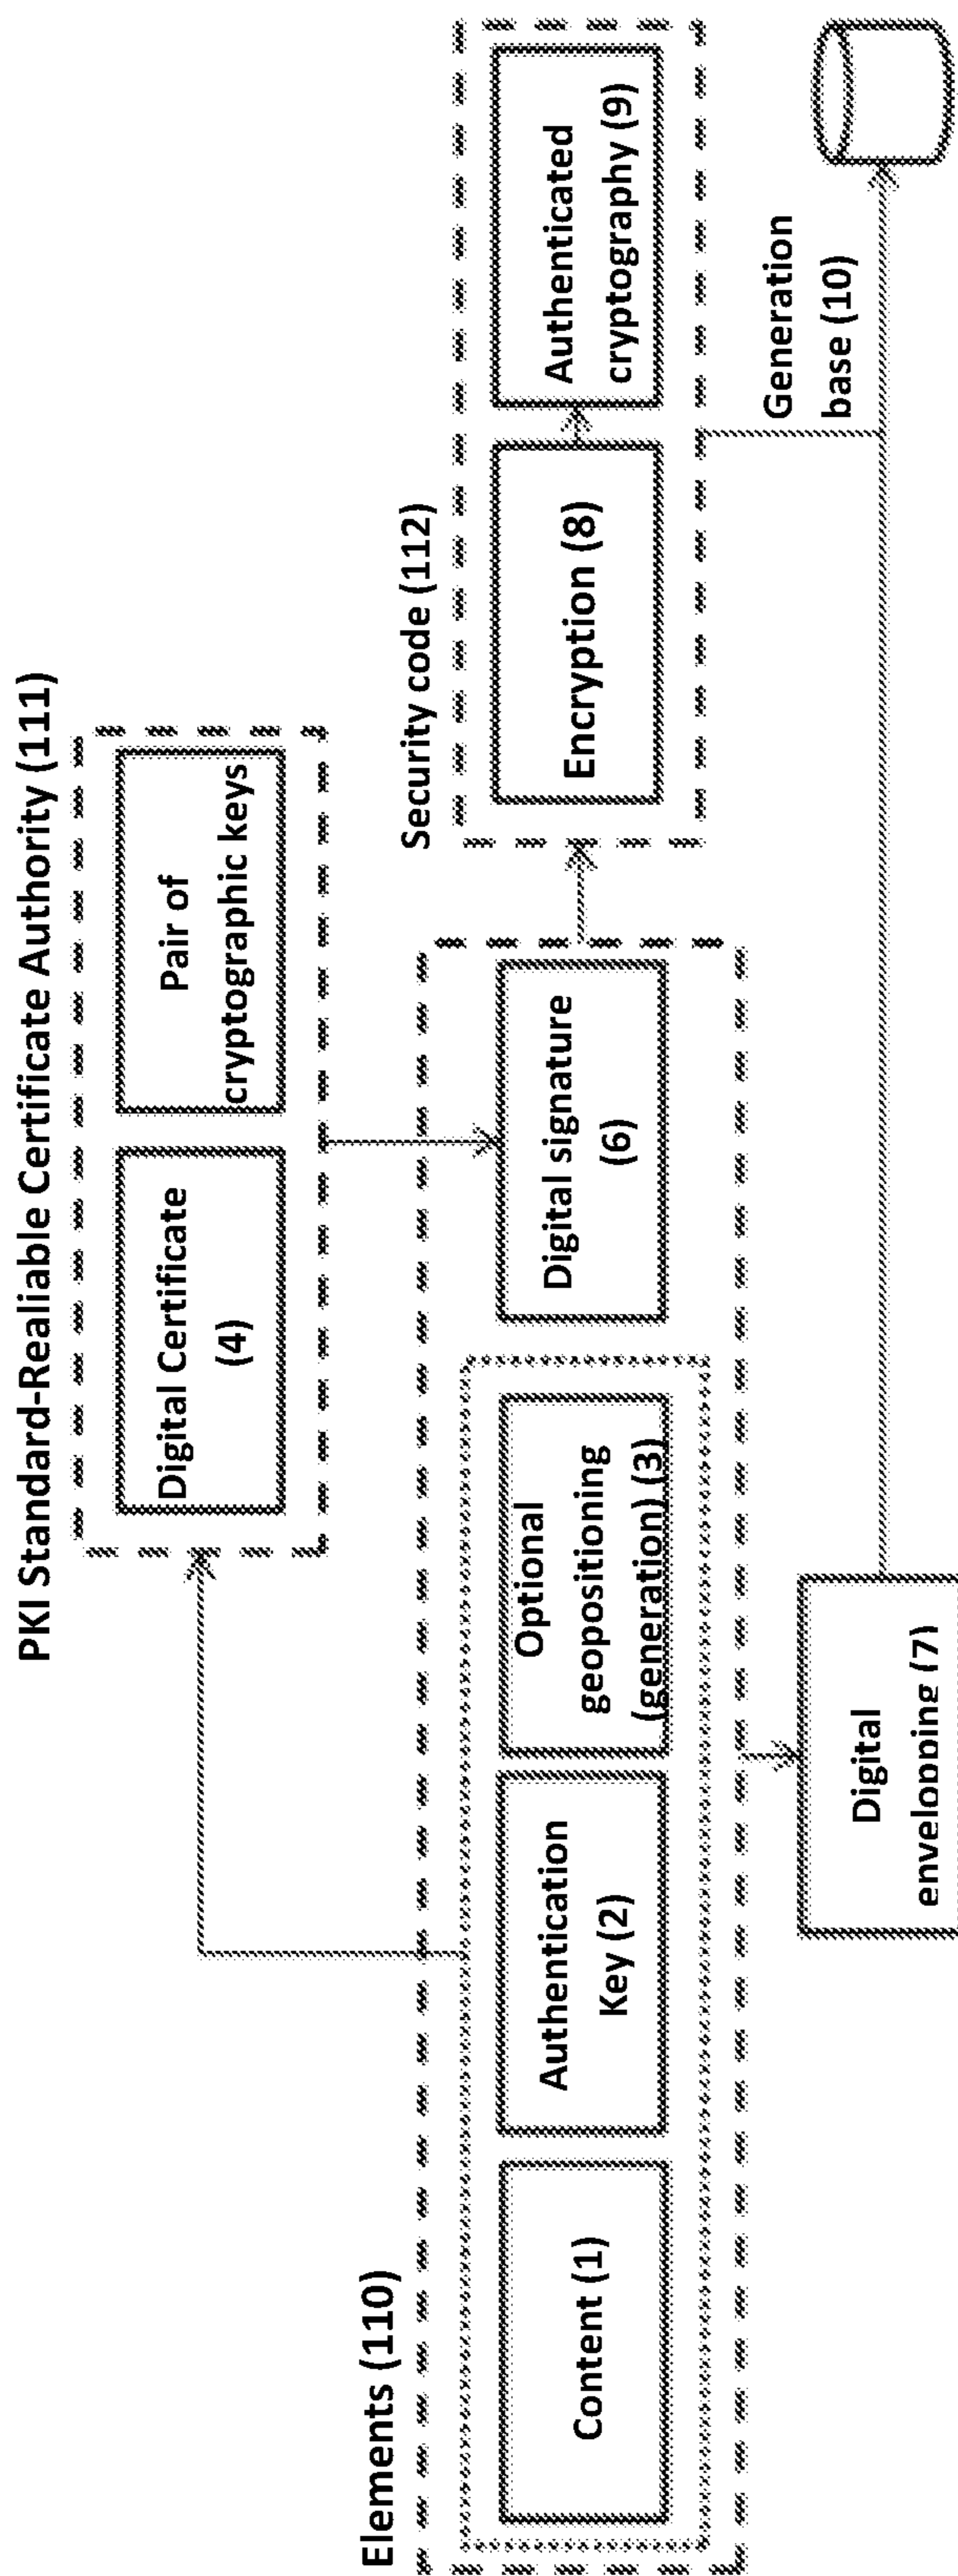 PKI Standard-Realiable Certificate Authority (111)
Digital Certificate
(4)
Pair of
cryptographic keys
Elements (110)
Content (1)
Authentication
Key (2)
Optional
geopositioning
(generation) (3)
Digital signature
(6)
Security code (112)
Encryption (8)
Authenticated
cryptography (9)
Digital
enveloping (7)
Generation
base (10)